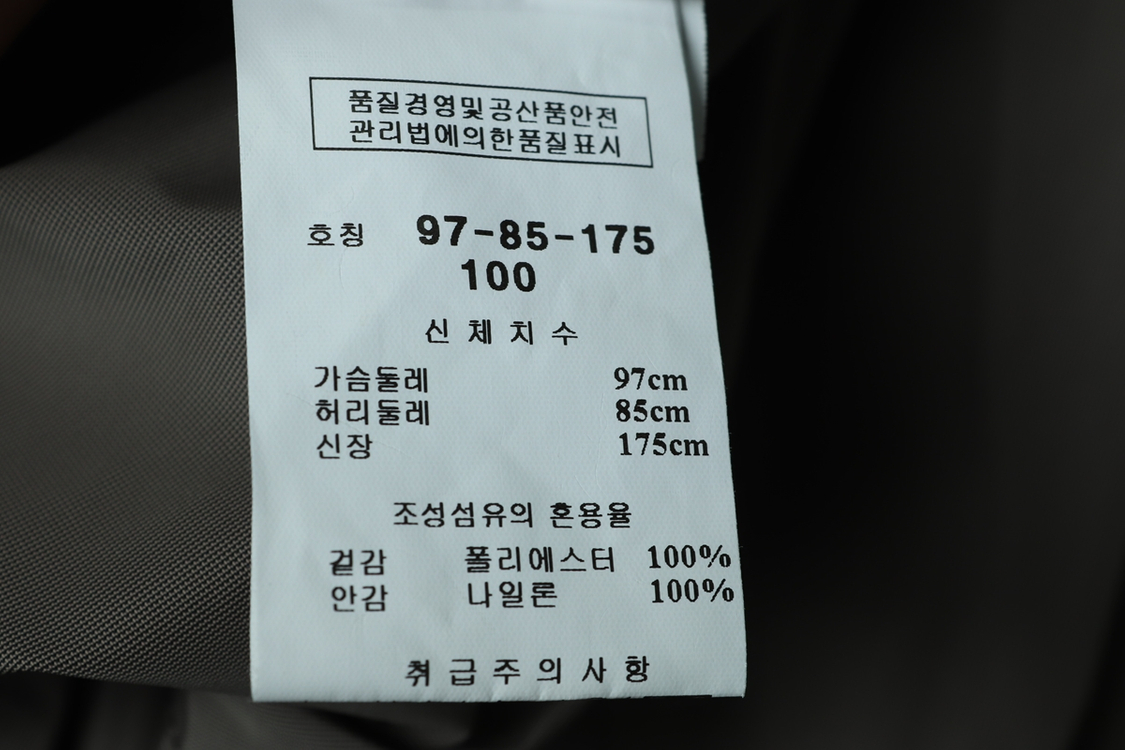 품질경영및공산품안전
관리법에의한품질표시
호칭 97-85-175
100
신체치수
가슴둘레 97cm
허리둘레 85cm
신장 175cm
조성섬유의 혼용율
겉감 폴리에스터 100%
안감 나일론 100%
취급주의사항